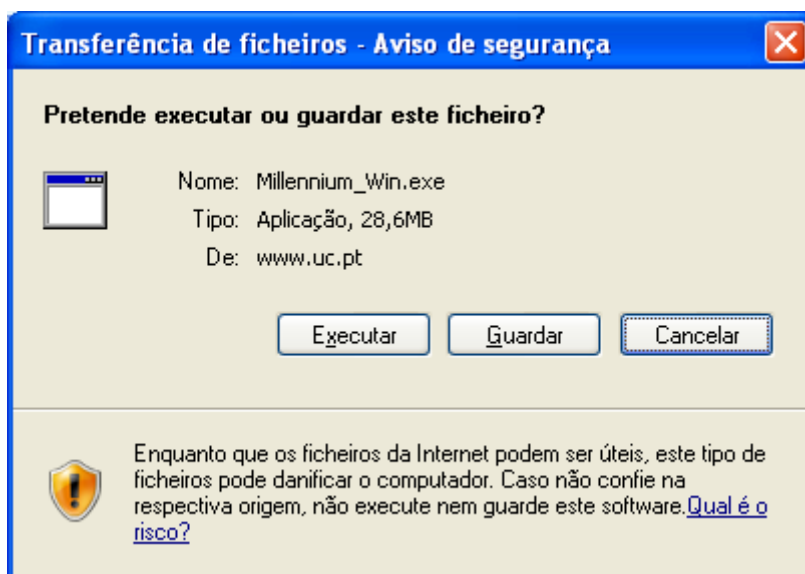 Transferência de ficheiros - Aviso de segurança
Pretende executar ou guardar este ficheiro?
Nome: Millennium_Win.exe
Tipo: Aplicação, 28,6MB
De: www.uc.pt
Executar Guardar Cancelar
Enquanto que os ficheiros da Internet podem ser úteis, este tipo de
ficheiros pode danificar o computador. Caso não confie na
respectiva origem, não execute nem guarde este software.Qual é o
risco?